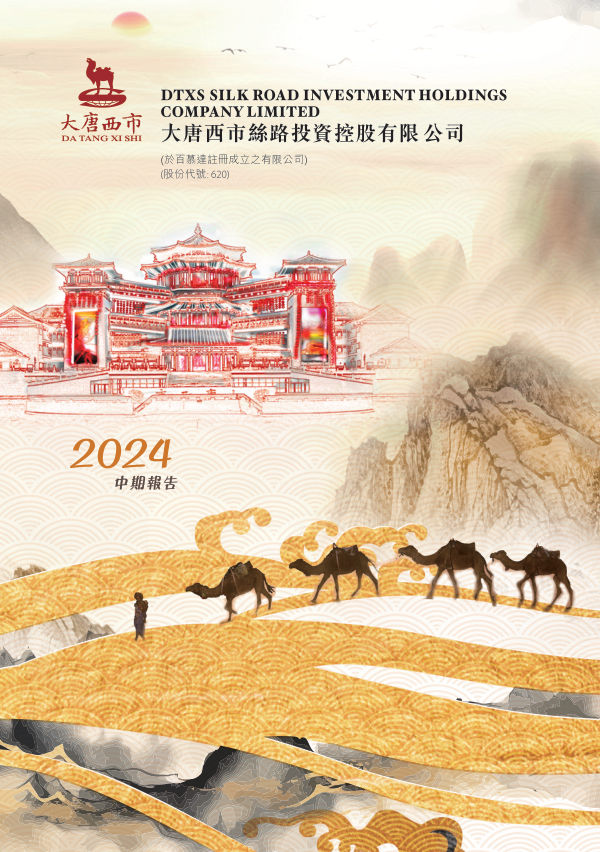 大唐西市
DA TANG XI SHI
DTXS SILK ROAD INVESTMENT HOLDINGS
COMPANY LIMITED
大唐西市絲路投資控股有限公司
(於百慕達註冊成立之有限公司)
(股份代號: 620)
2024
中期報告